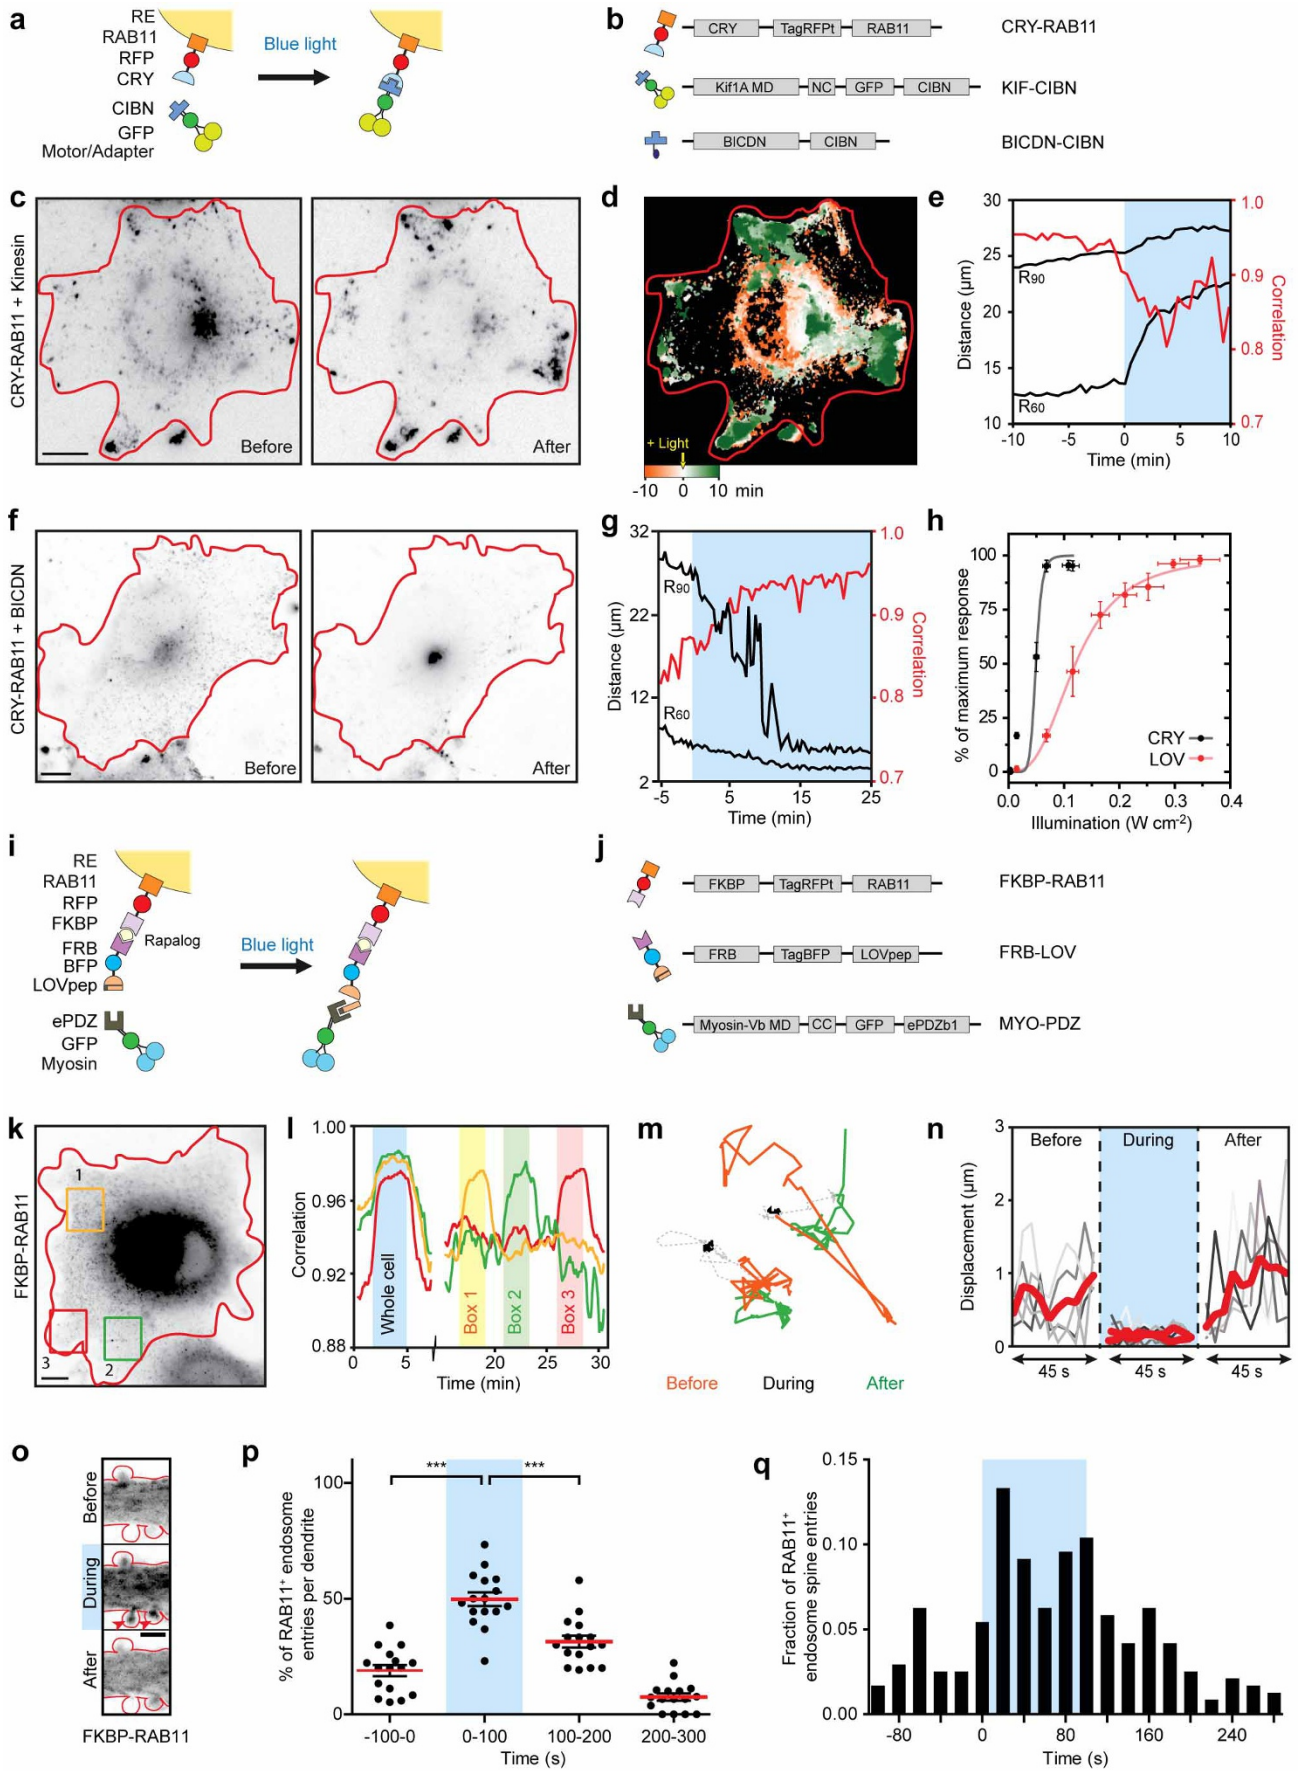 a
RE
RAB11
RFP
CRY
CIBN
GFP
Motor/Adapter
Blue light
b
CRY TagRFPt RAB11 CRY-RAB11
Kif1A MD NC GFP CIBN KIF-CIBN
BICDN CIBN BICDN-CIBN
c
CRY-RAB11 + Kinesin
Before
After
d
+ Light
-10 0 10 min
e
Distance (µm)
30
25
20
15
10
R90
R60
1.0
0.9
0.8
0.7
Correlation
-10 -5 0 5 10
Time (min)
f
CRY-RAB11 + BICDN
Before
After
g
Distance (µm)
32
22
12
2
R90
R60
1.0
0.9
0.8
0.7
Correlation
-5 5 15 25
Time (min)
h
% of maximum response
100
75
50
25
0
CRY
LOV
0.0 0.1 0.2 0.3 0.4
Illumination (W cm-2)
i
RE
RAB11
RFP
FKBP
Rapalog
FRB
BFP
LOVpep
ePDZ
GFP
Myosin
Blue light
j
FKBP TagRFPt RAB11 FKBP-RAB11
FRB TagBFP LOVpep FRB-LOV
Myosin-Vb MD CC GFP ePDZb1 MYO-PDZ
k
FKBP-RAB11
1
3
2
l
Correlation
1.00
0.96
0.92
0.88
Whole cell
Box 1
Box 2
Box 3
0 5 20 25 30
Time (min)
m
Before During After
n
Displacement (µm)
3
2
1
0
Before During After
45 s 45 s 45 s
o
Before
During
After
FKBP-RAB11
p
% of RAB11+ endosome
entries per dendrite
100
50
0
*** ***
-100-0 0-100 100-200 200-300
Time (s)
q
Fraction of RAB11+
endosome spine entries
0.15
0.10
0.05
0.00
-80 0 80 160 240
Time (s)